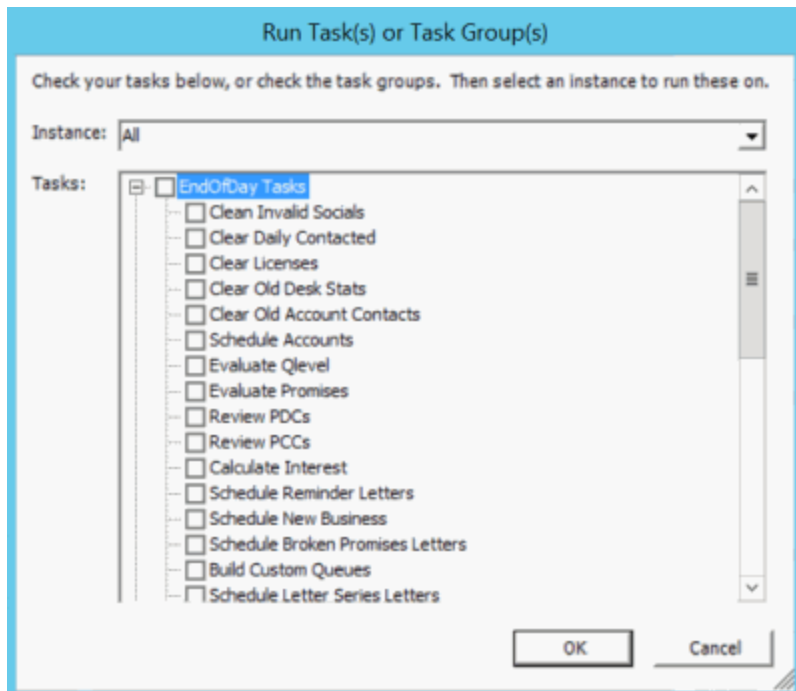 Run Task(s) or Task Group(s)
Check your tasks below, or check the task groups. Then select an instance to run these on.
Instance: All
Tasks: EndOfDay Tasks
Clean Invalid Socials
Clear Daily Contacted
Clear Licenses
Clear Old Desk Stats
Clear Old Account Contacts
Schedule Accounts
Evaluate Qlevel
Evaluate Promises
Review PDCs
Review PCCs
Calculate Interest
Schedule Reminder Letters
Schedule New Business
Schedule Broken Promises Letters
Build Custom Queues
Schedule Letter Series Letters
OK Cancel